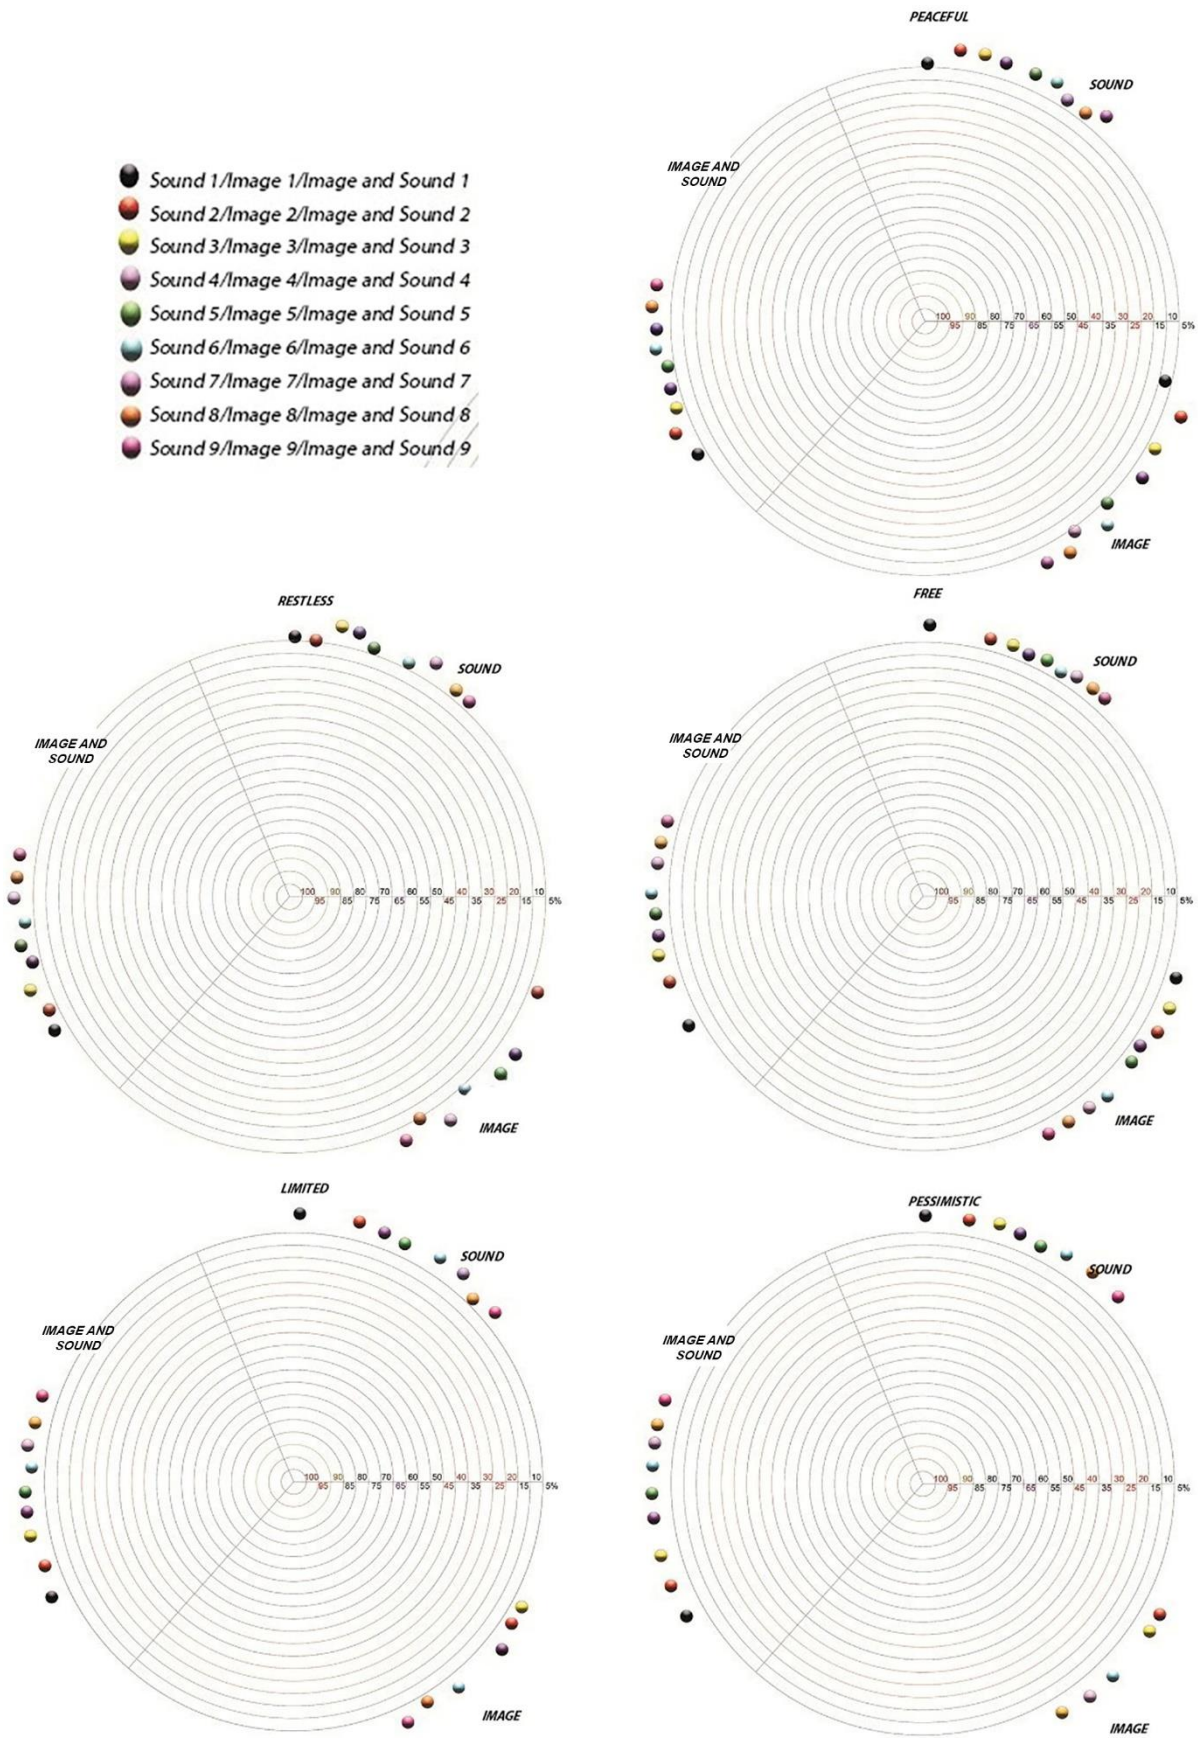 PEACEFUL
SOUND
IMAGE AND
SOUND
Sound 1/Image 1/Image and Sound 1
Sound 2/Image 2/Image and Sound 2
Sound 3/Image 3/Image and Sound 3
Sound 4/Image 4/Image and Sound 4
Sound 5/Image 5/Image and Sound 5
Sound 6/Image 6/Image and Sound 6
Sound 7/Image 7/Image and Sound 7
Sound 8/Image 8/Image and Sound 8
Sound 9/Image 9/Image and Sound 9
100 90 80 70 60 50 40 30 20 10
95 85 75 65 55 45 35 25 15 5%
IMAGE
RESTLESS
SOUND
IMAGE AND
SOUND
100 90 80 70 60 50 40 30 20 10
95 85 75 65 55 45 35 25 15 5%
IMAGE
FREE
SOUND
IMAGE AND
SOUND
100 90 80 70 60 50 40 30 20 10
95 85 75 65 55 45 35 25 15 5%
IMAGE
LIMITED
SOUND
IMAGE AND
SOUND
100 90 80 70 60 50 40 30 20 10
95 85 75 65 55 45 35 25 15 5%
IMAGE
PESSIMISTIC
SOUND
IMAGE AND
SOUND
100 90 80 70 60 50 40 30 20 10
95 85 75 65 55 45 35 25 15 5%
IMAGE